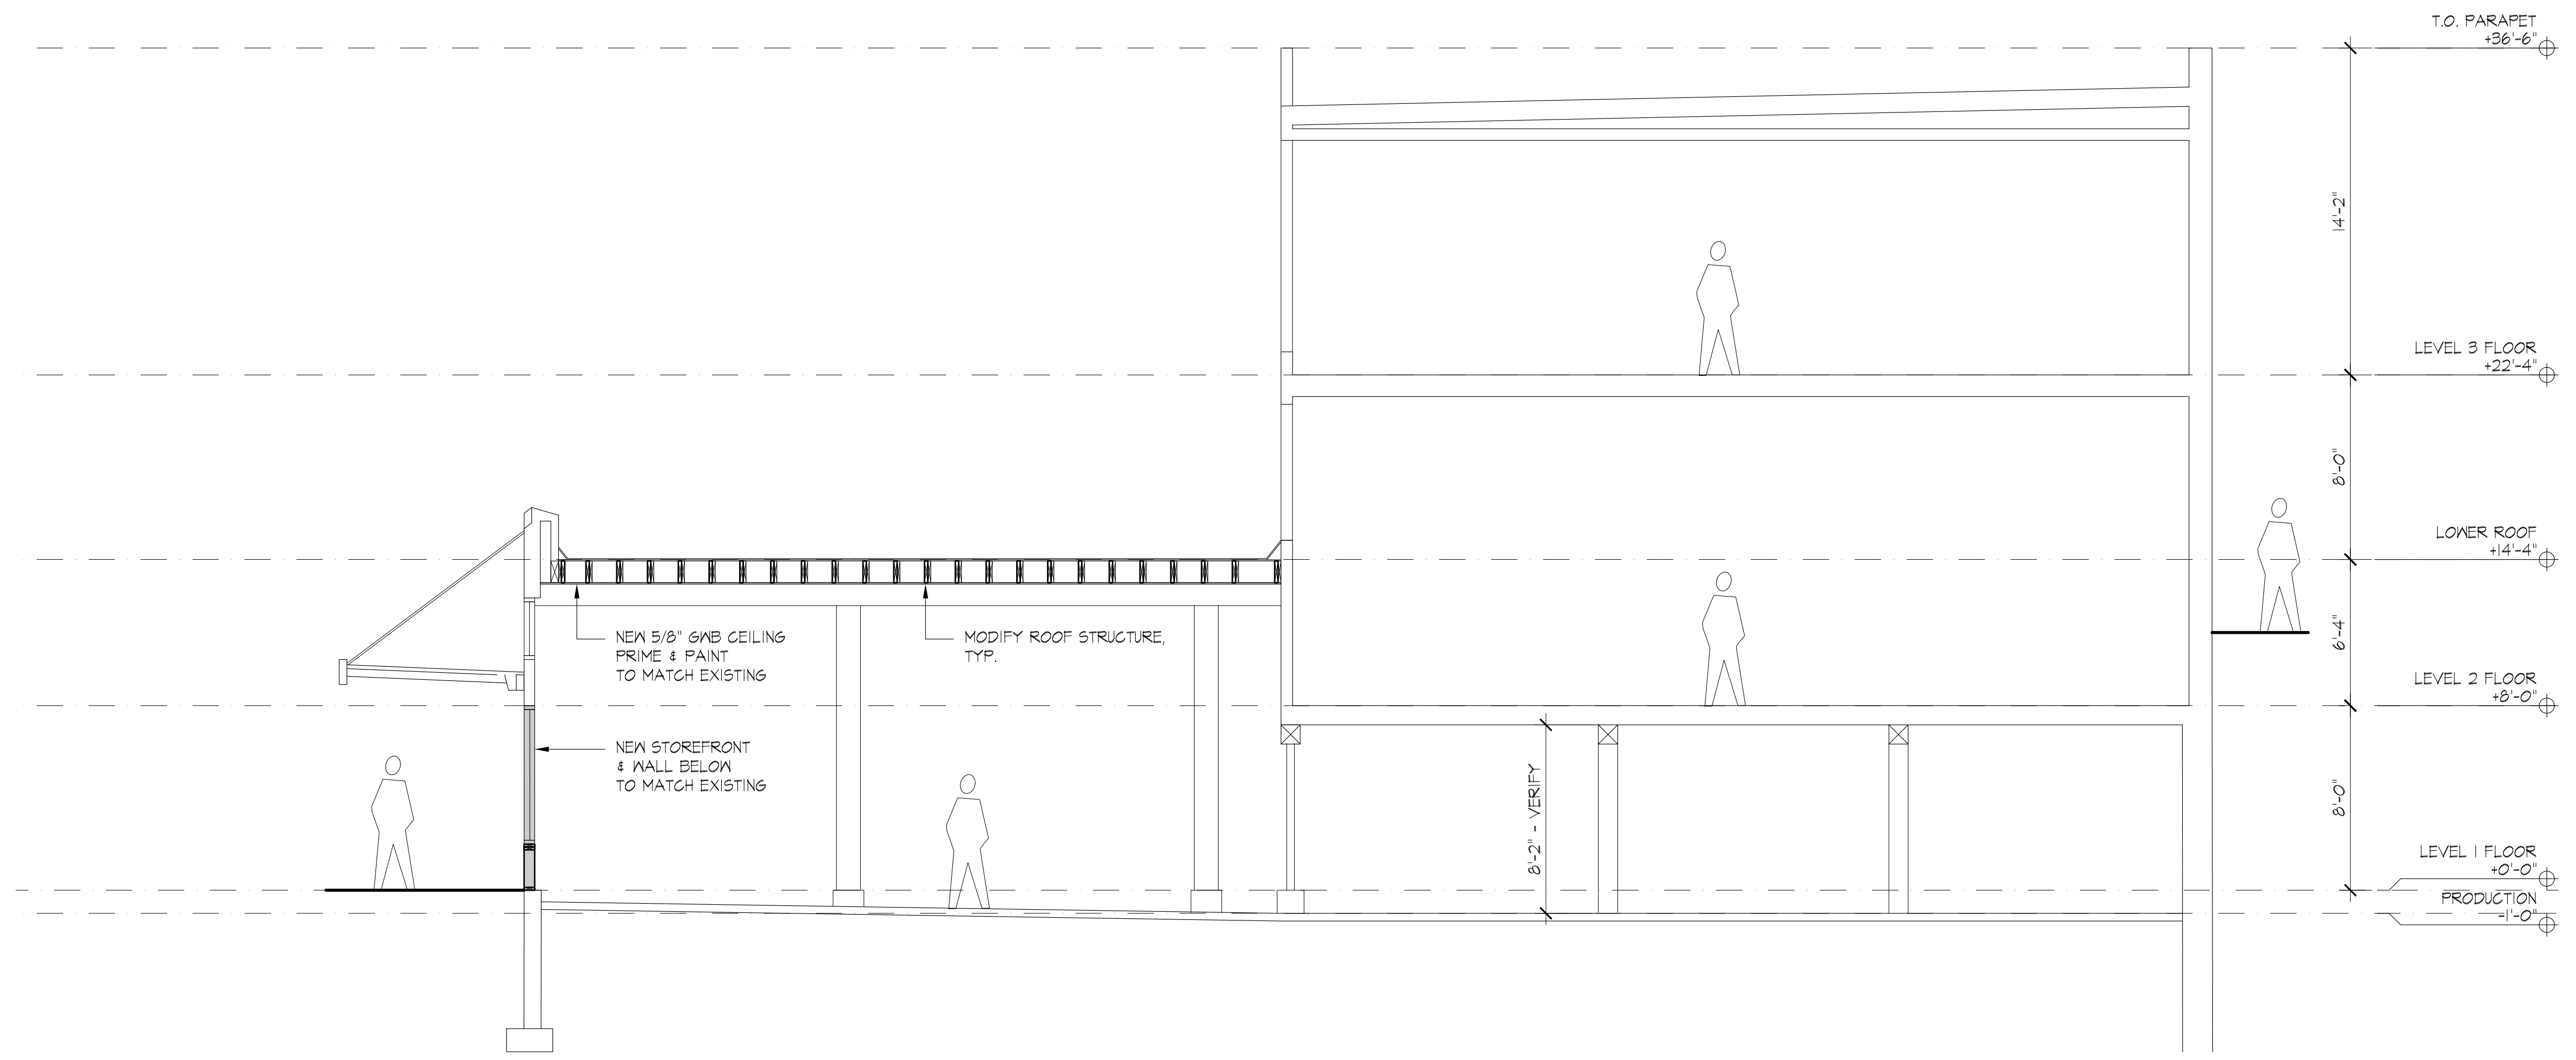 T.O. PARAPET
+36'-6"
14'-2"
LEVEL 3 FLOOR
+22'-4"
8'-0"
LOWER ROOF
+14'-4"
6'-4"
LEVEL 2 FLOOR
+8'-0"
8'-0"
LEVEL 1 FLOOR
+0'-0"
PRODUCTION
-1'-0"
NEW 5/8" GWB CEILING
PRIME & PAINT
TO MATCH EXISTING
MODIFY ROOF STRUCTURE,
TYP.
NEW STOREFRONT
& WALL BELOW
TO MATCH EXISTING
8'-2" - VERIFY